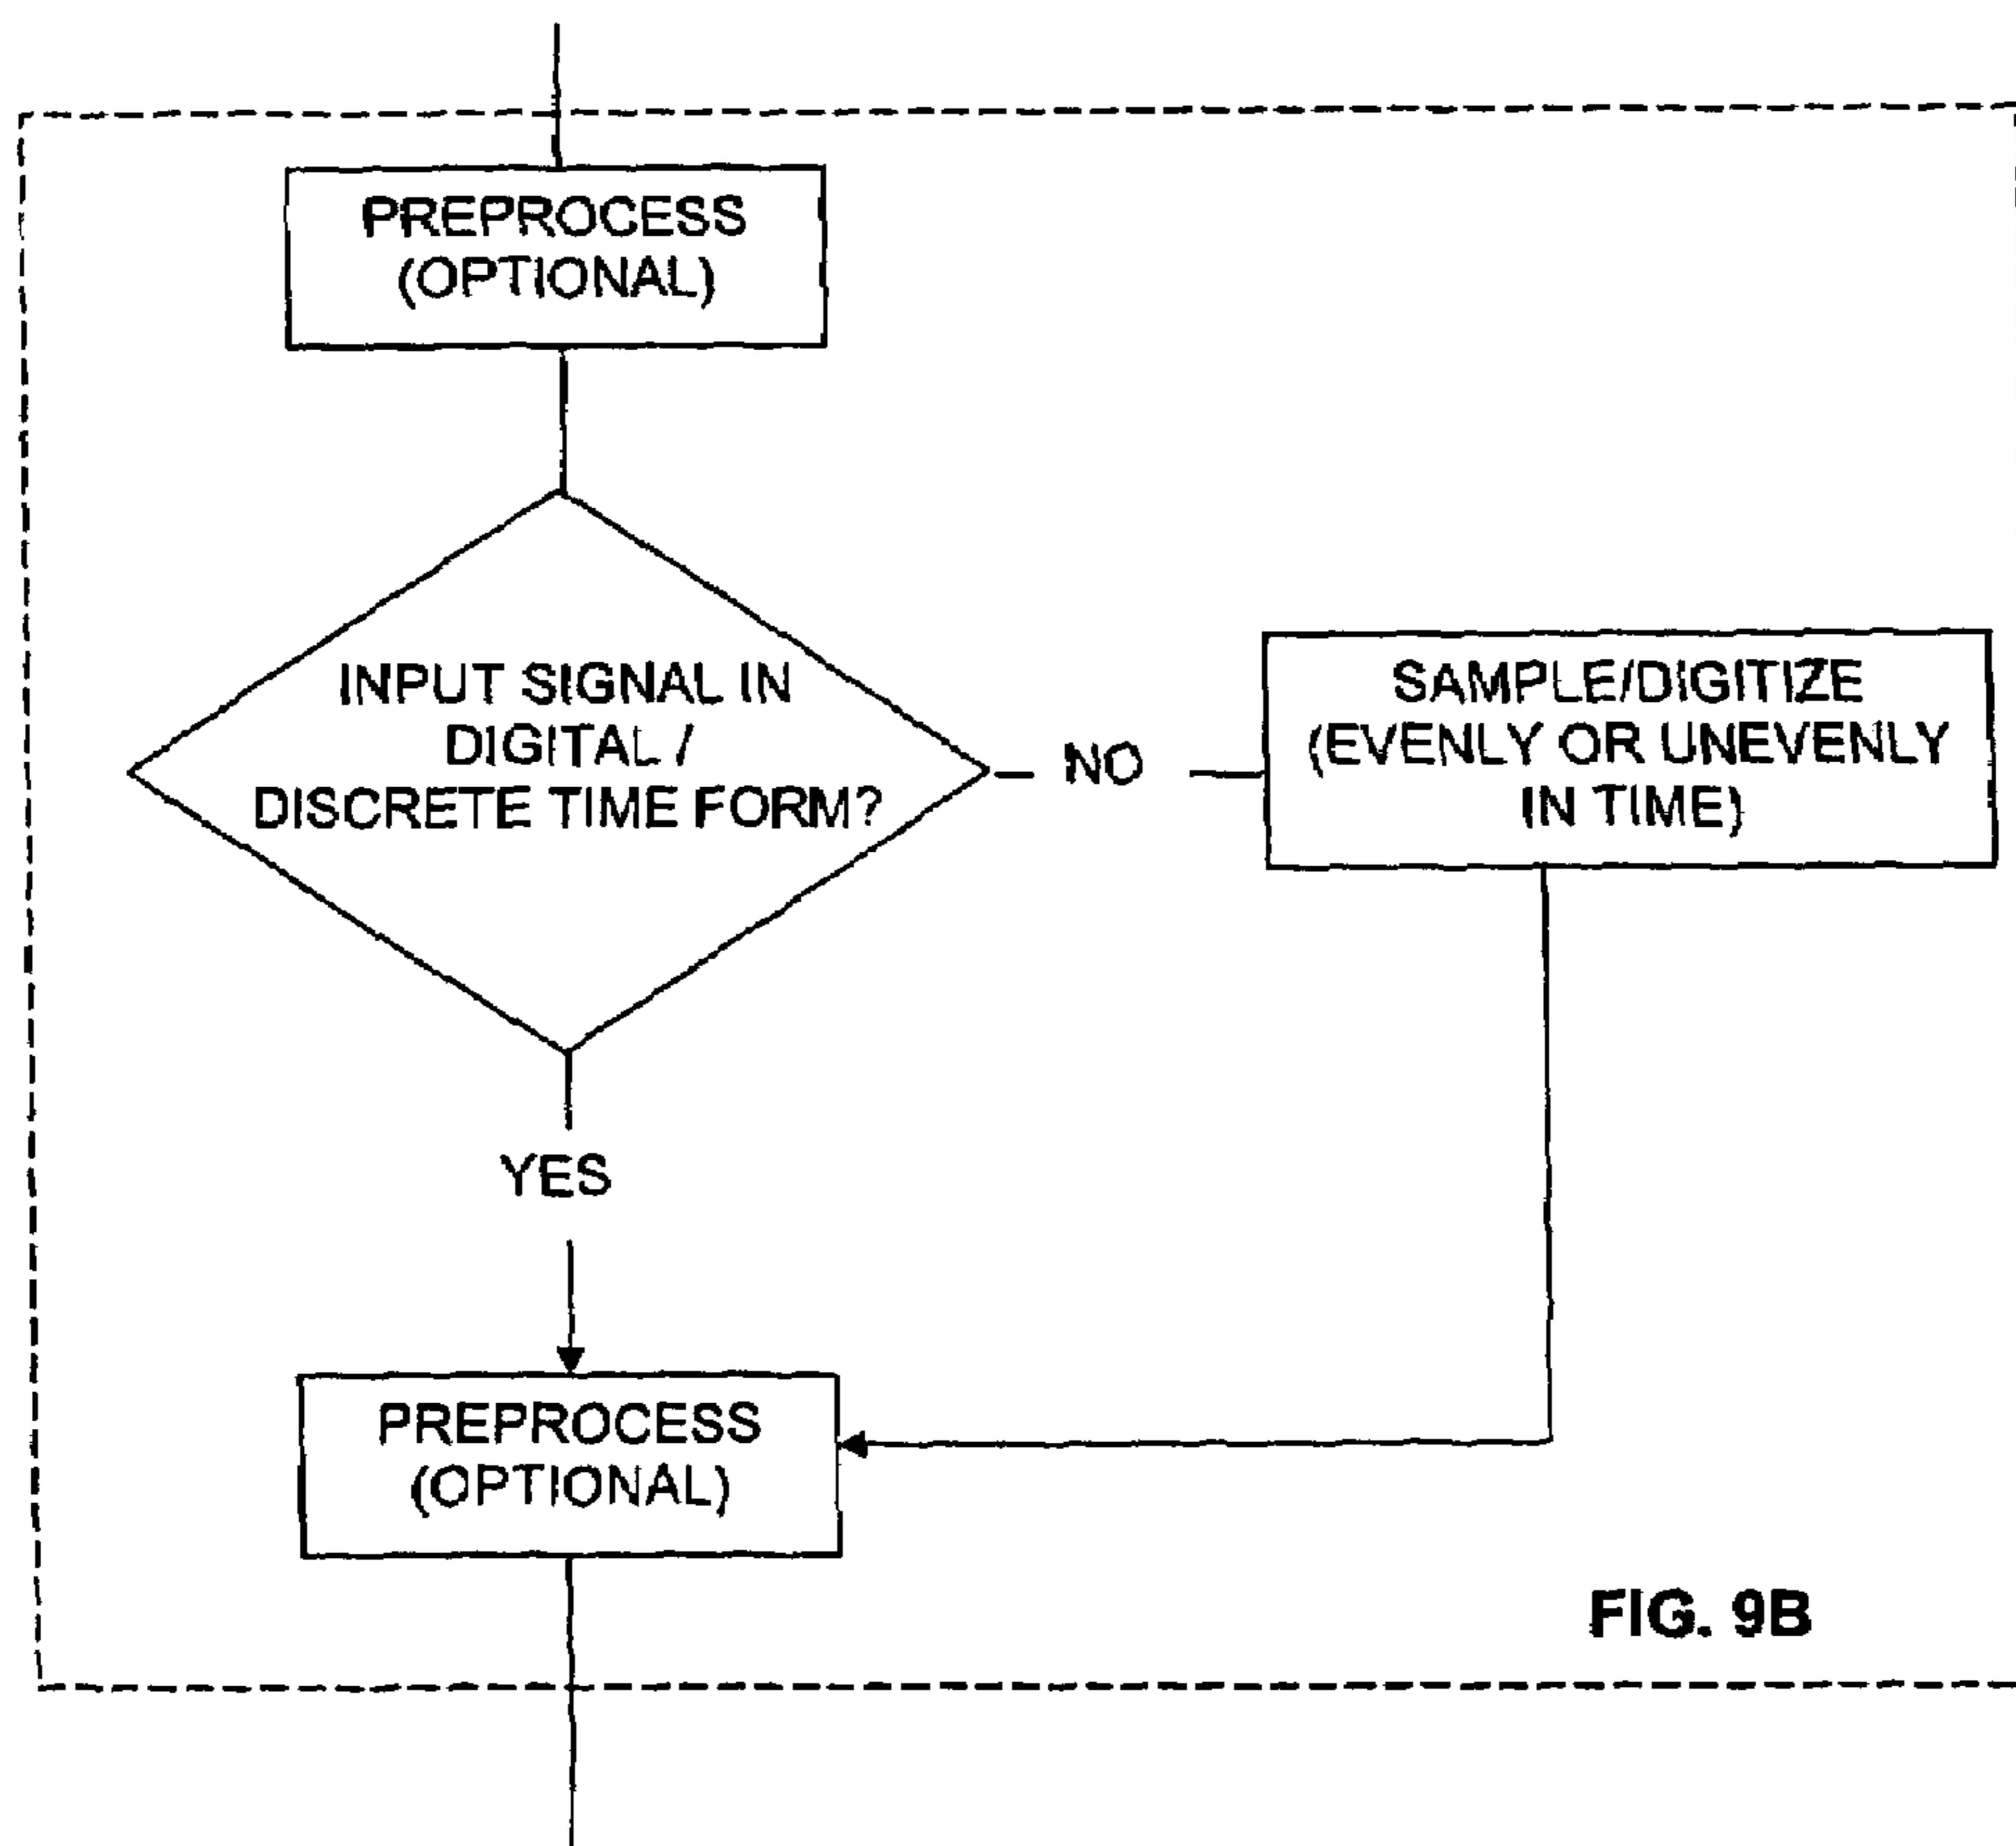 PREPROCESS
(OPTIONAL)
INPUT SIGNAL IN
DIGITAL /
DISCRETE TIME FORM?
NO
SAMPLE/DIGITIZE
(EVENLY OR UNEVENLY
IN TIME)
YES
PREPROCESS
(OPTIONAL)
FIG. 9B